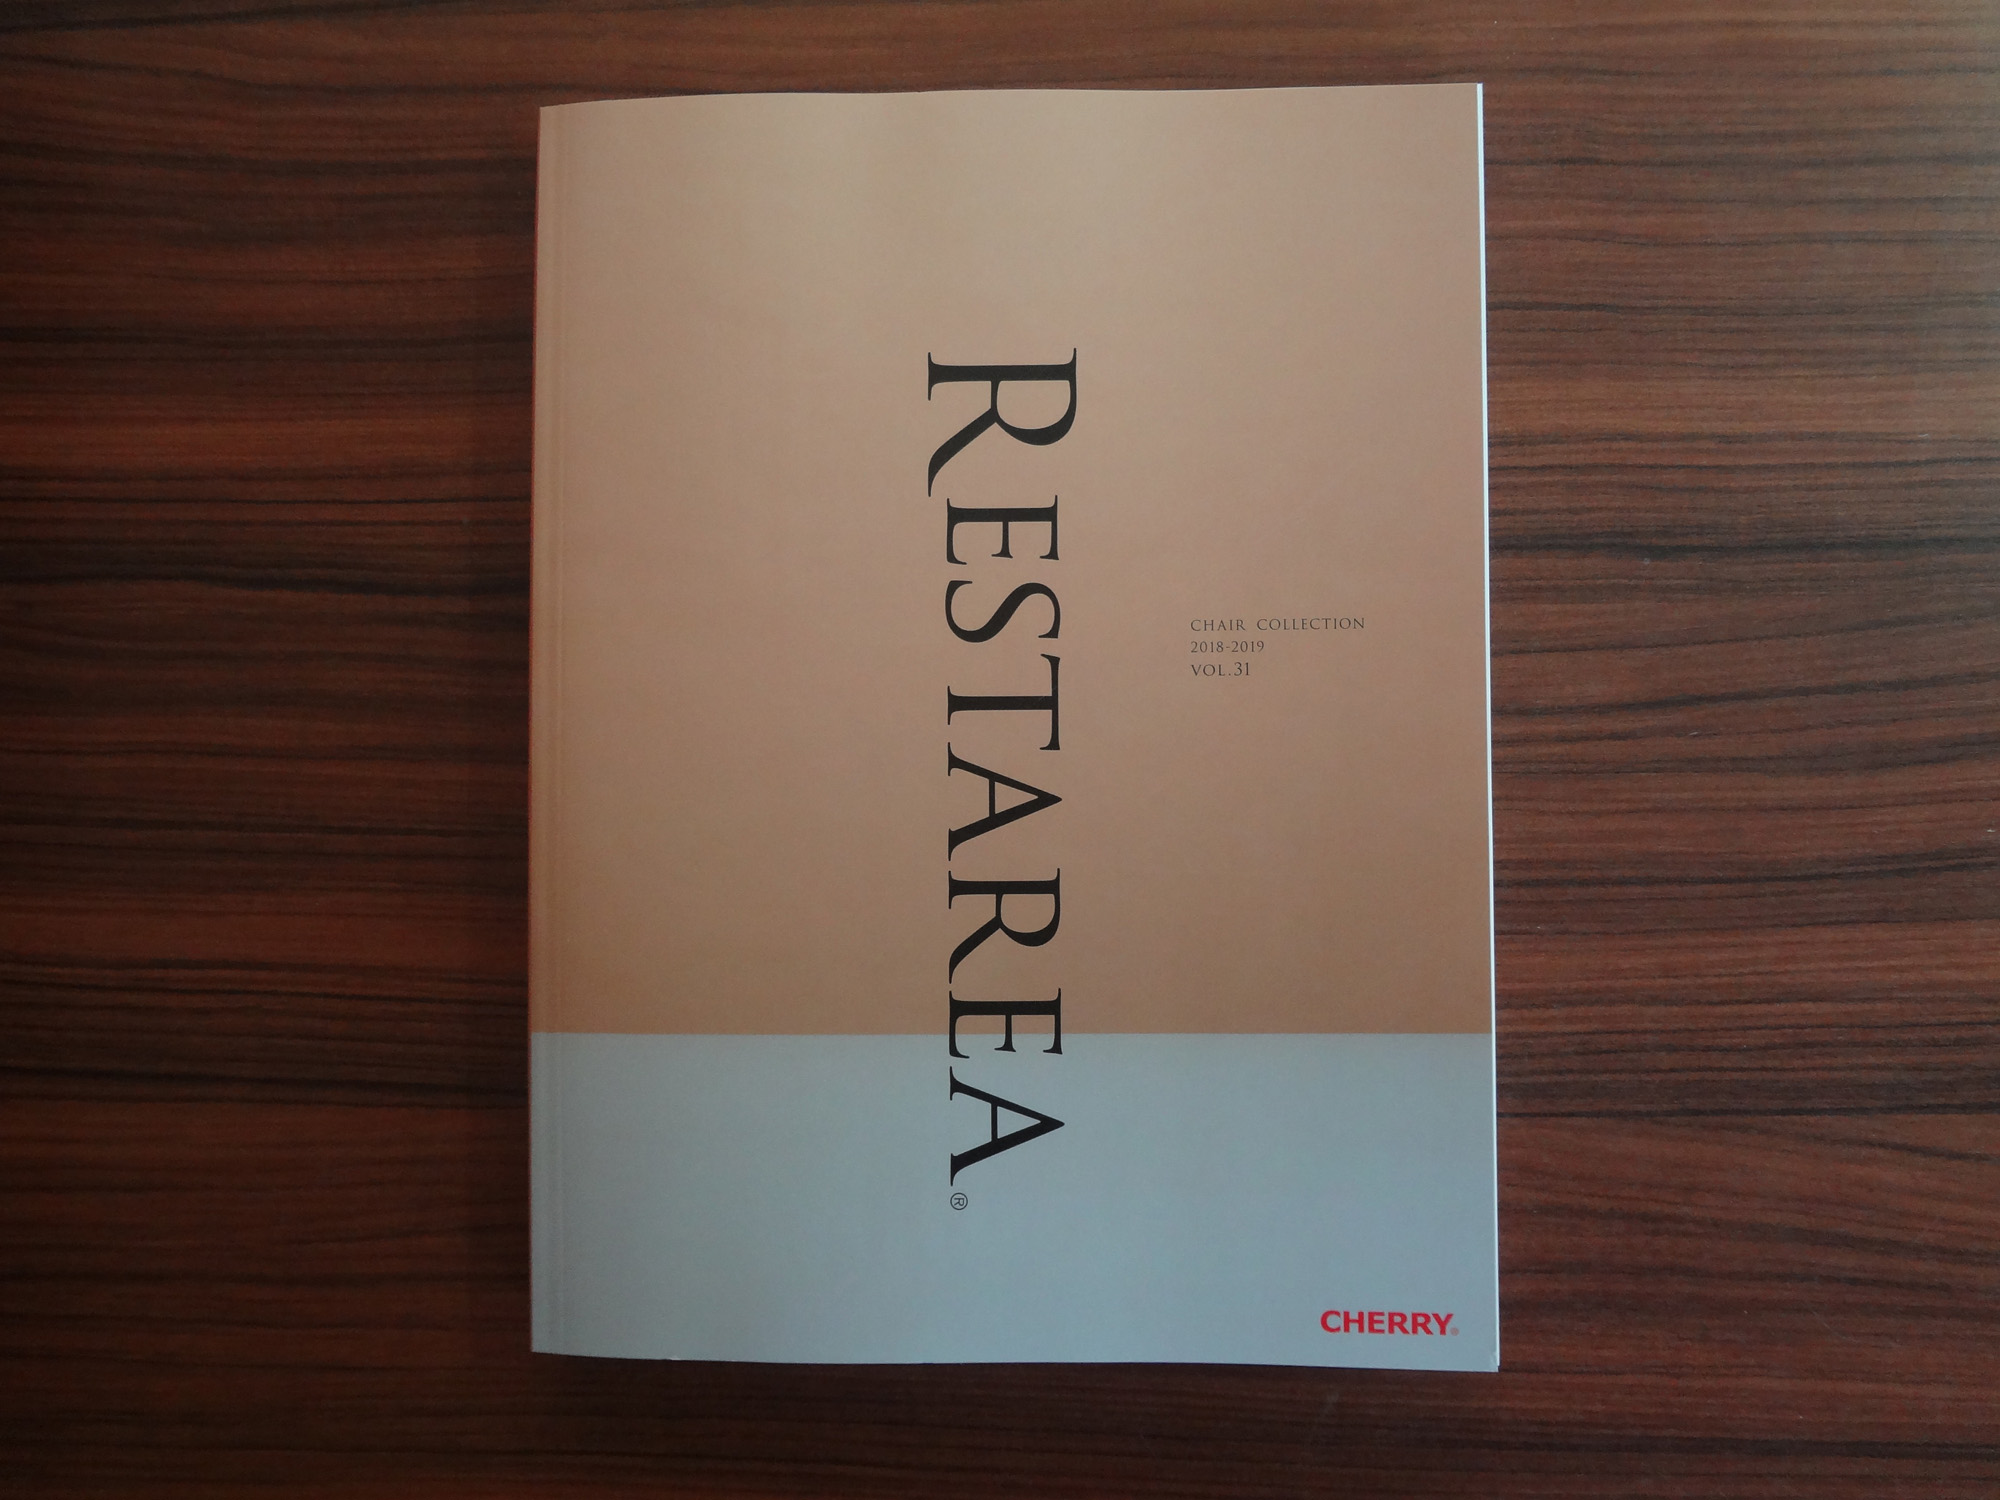 RESTAREA®
CHAIR COLLECTION
2018-2019
VOL.31
CHERRY®